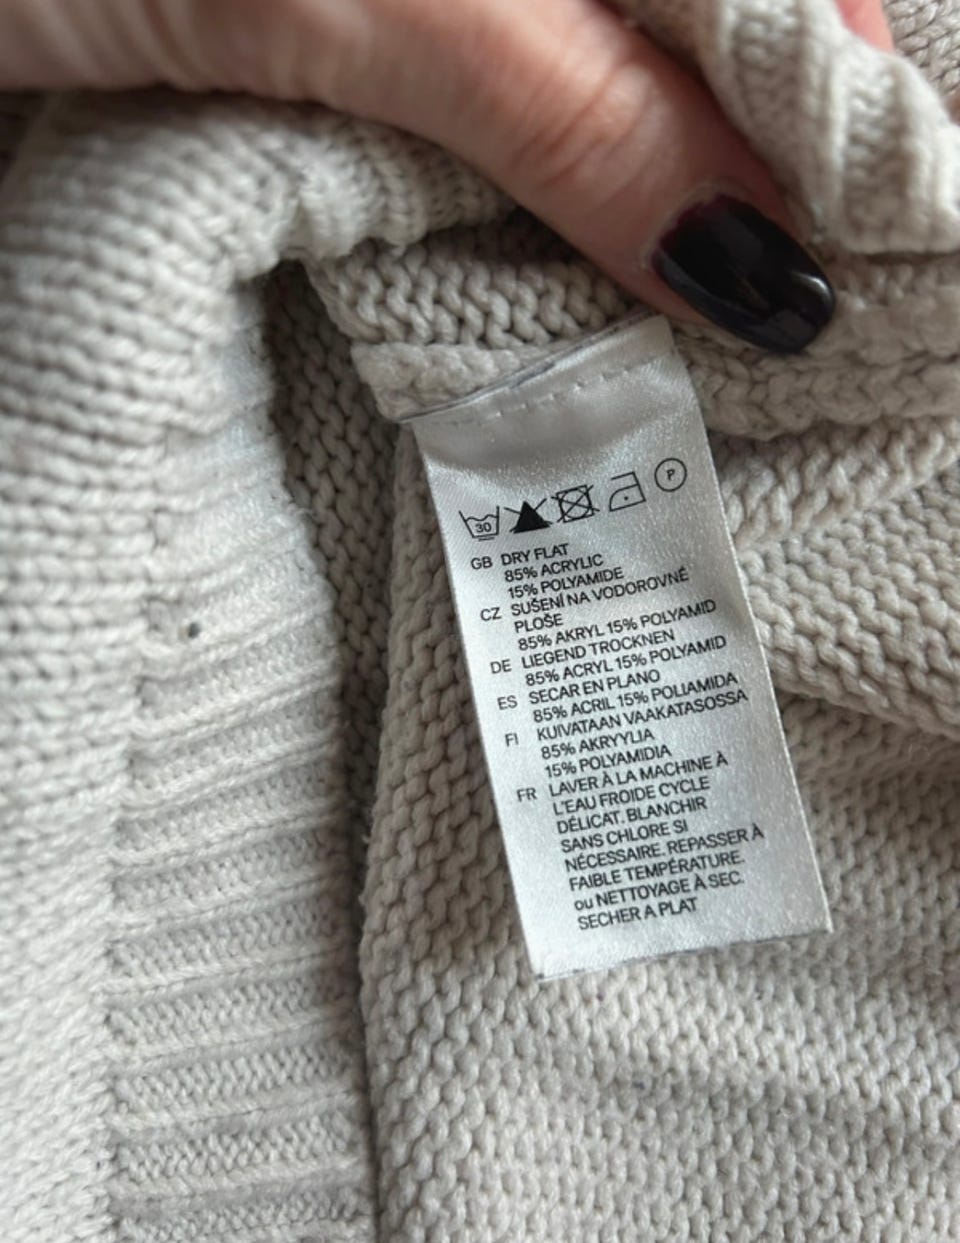 30 P
GB DRY FLAT
85% ACRYLIC
15% POLYAMIDE
CZ SUŠENÍ NA VODOROVNÉ
PLOŠE
85% AKRYL 15% POLYAMID
DE LIEGEND TROCKNEN
85% ACRYL 15% POLYAMID
ES SECAR EN PLANO
85% ACRIL 15% POLIAMIDA
FI KUIVATAAN VAAKATASOSSA
85% AKRYYLIA
15% POLYAMIDIA
FR LAVER À LA MACHINE À
L'EAU FROIDE CYCLE
DÉLICAT. BLANCHIR
SANS CHLORE SI
NÉCESSAIRE. REPASSER À
FAIBLE TEMPÉRATURE.
ou NETTOYAGE À SEC.
SECHER A PLAT